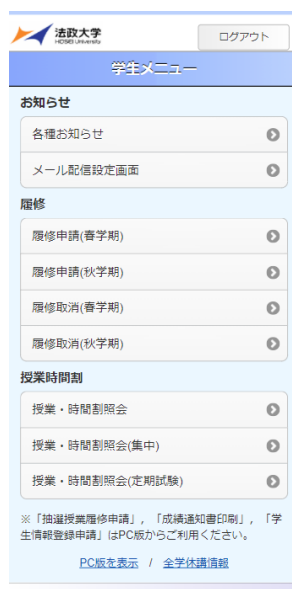 法政大学
HOSEI University
ログアウト
学生メニュー
お知らせ
各種お知らせ
メール配信設定画面
履修
履修申請(春学期)
履修申請(秋学期)
履修取消(春学期)
履修取消(秋学期)
授業時間割
授業・時間割照会
授業・時間割照会(集中)
授業・時間割照会(定期試験)
※「抽選授業履修申請」,「成績通知書印刷」,「学
生情報登録申請」はPC版からご利用ください。
PC版を表示 / 全学休講情報